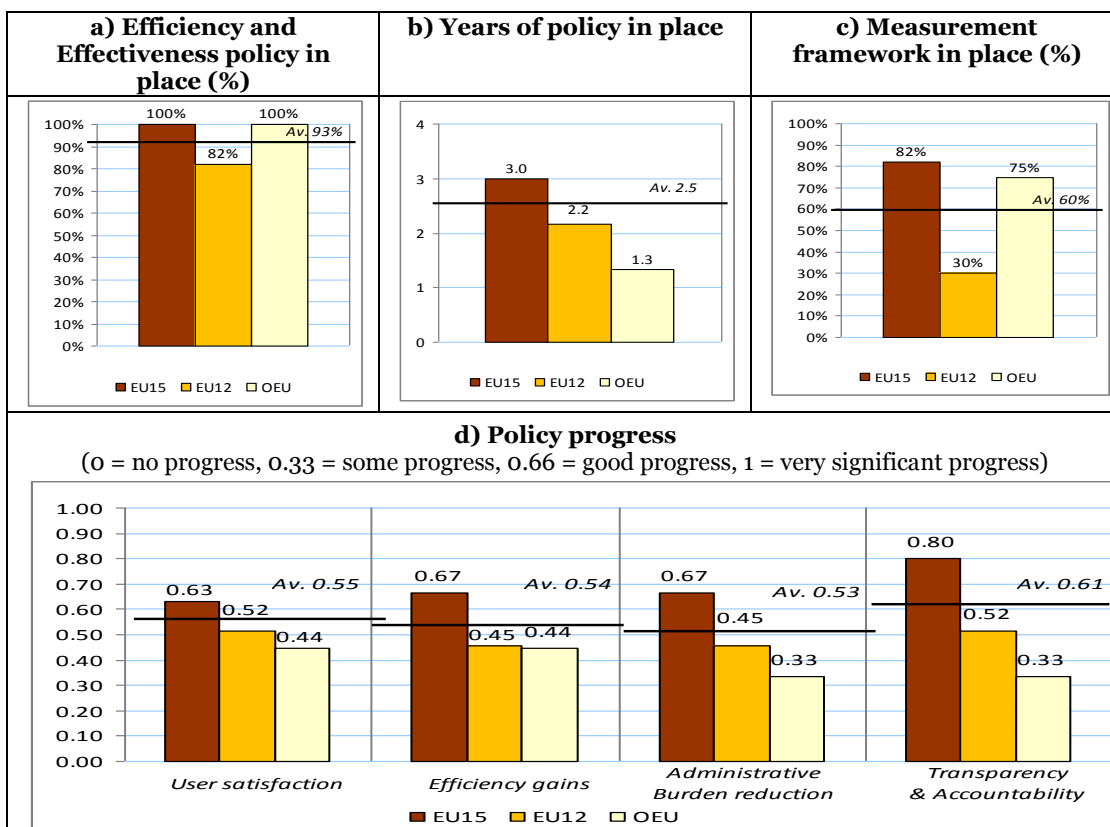 a) Efficiency and
Effectiveness policy in
place (%)
b) Years of policy in place
c) Measurement
framework in place (%)
100%
90%
80%
70%
60%
50%
40%
30%
20%
10%
0%
100%
82%
100%
Av. 93%
EU15 EU12 OEU
4
3
2
1
0
3.0
2.2
1.3
Av. 2.5
EU15 EU12 OEU
100%
90%
80%
70%
60%
50%
40%
30%
20%
10%
0%
82%
30%
75%
Av. 60%
EU15 EU12 OEU
d) Policy progress
(0 = no progress, 0.33 = some progress, 0.66 = good progress, 1 = very significant progress)
1.00
0.90
0.80
0.70
0.60
0.50
0.40
0.30
0.20
0.10
0.00
0.63
0.52
0.44
Av. 0.55
0.67
0.45
0.44
Av. 0.54
0.67
0.45
0.33
Av. 0.53
0.80
0.52
0.33
Av. 0.61
User satisfaction
Efficiency gains
Administrative
Burden reduction
Transparency
& Accountability
EU15 EU12 OEU